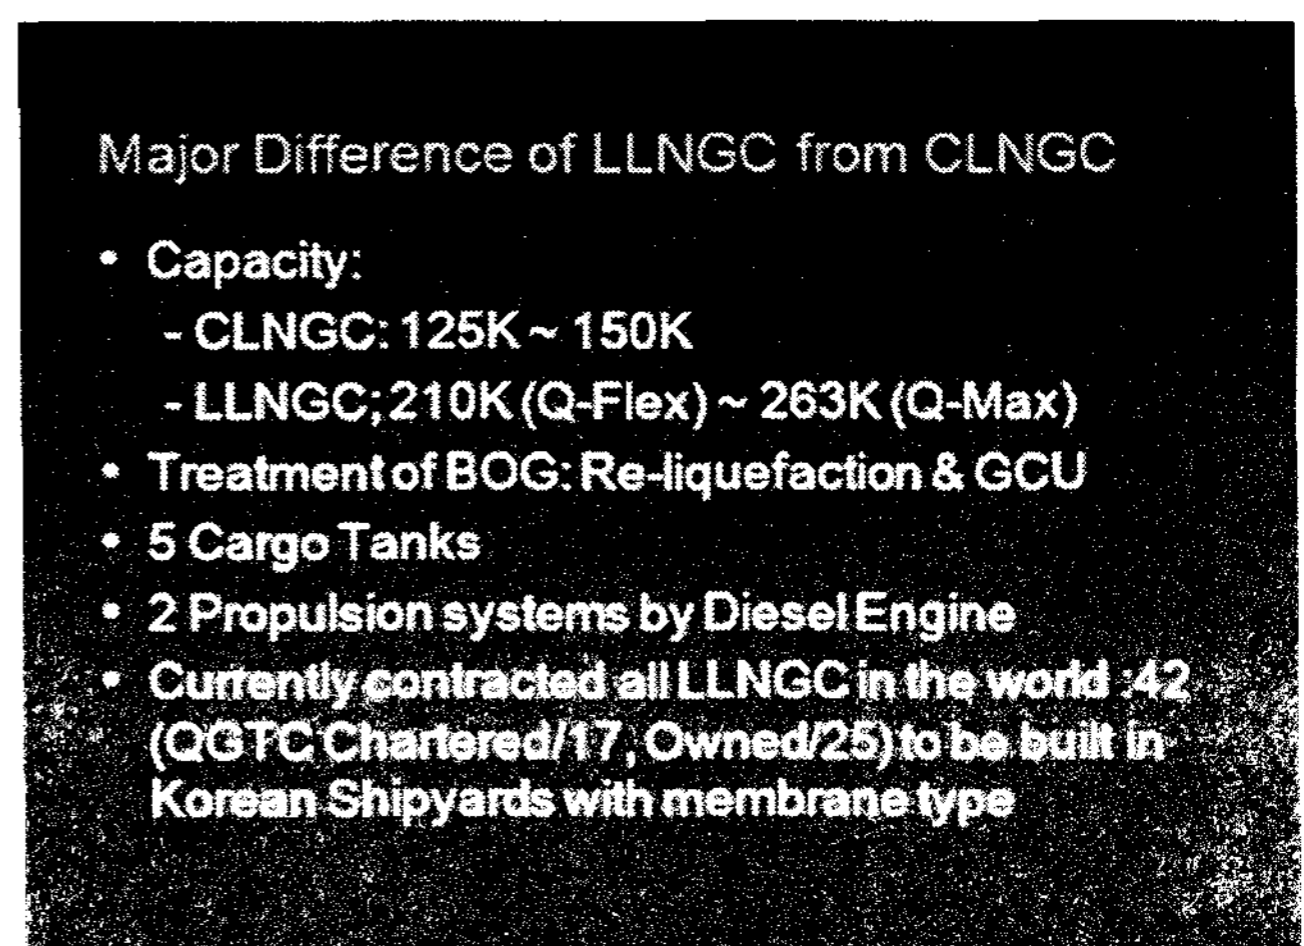 Major Difference of LLNGC from CLNGC
• Capacity:
- CLNGC: 125K ~ 150K
- LLNGC; 210K (Q-Flex) ~ 263K (Q-Max)
• Treatment of BOG: Re-liquefaction & GCU
• 5 Cargo Tanks
• 2 Propulsion systems by Diesel Engine
• Currently contracted all LLNGC in the world :42
(QGTC Chartered/17, Owned/25) to be built in
Korean Shipyards with membrane type